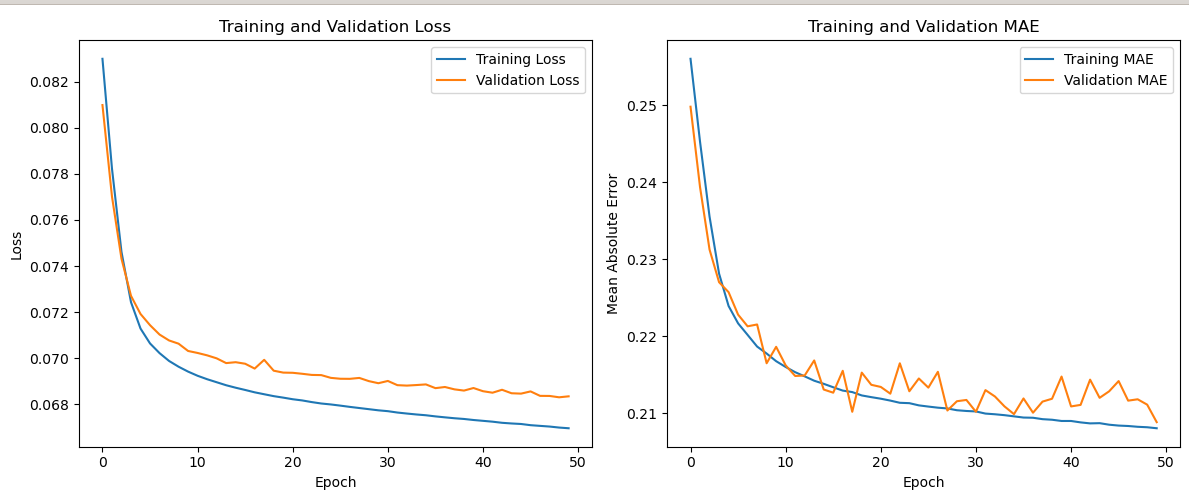 Training and Validation Loss
Training Loss
Validation Loss
0.082
0.080
0.078
0.076
0.074
0.072
0.070
0.068
Loss
0
10
20
30
40
50
Epoch
Training and Validation MAE
Training MAE
Validation MAE
0.25
0.24
0.23
0.22
0.21
Mean Absolute Error
0
10
20
30
40
50
Epoch